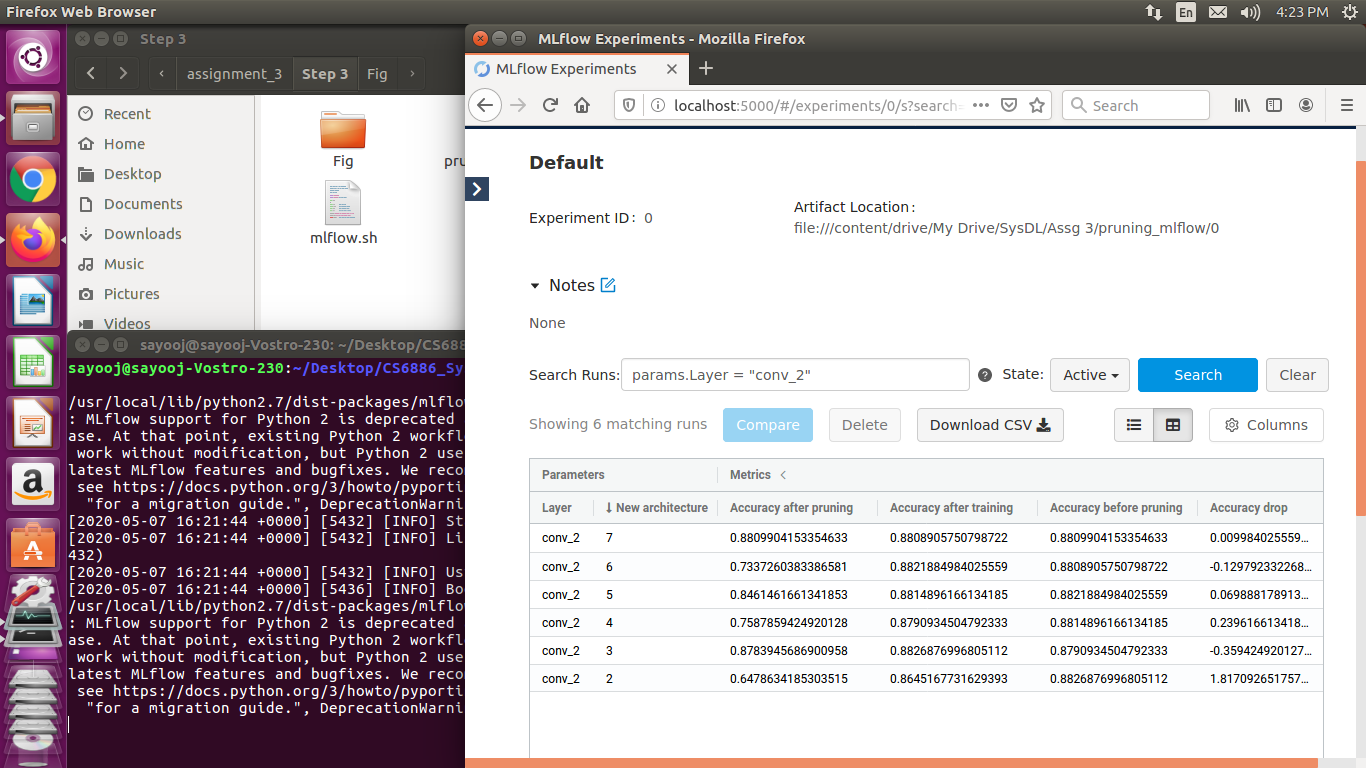 Firefox Web Browser
En
4:23 PM
Step 3
assignment_3
Step 3
Fig
Recent
Home
Desktop
Documents
Downloads
Music
Pictures
Videos
Fig
pru
mlflow.sh
sayooj@sayooj-Vostro-230: ~/Desktop/CS688
sayooj@sayooj-Vostro-230:~/Desktop/CS6886_Sy
/usr/local/lib/python2.7/dist-packages/mlflow
: MLflow support for Python 2 is deprecated
ase. At that point, existing Python 2 workfl
work without modification, but Python 2 use
latest MLflow features and bugfixes. We reco
see https://docs.python.org/3/howto/pyporti
"for a migration guide.", DeprecationWarni
[2020-05-07 16:21:44 +0000] [5432] [INFO] St
[2020-05-07 16:21:44 +0000] [5432] [INFO] Li
432)
[2020-05-07 16:21:44 +0000] [5432] [INFO] Us
[2020-05-07 16:21:44 +0000] [5436] [INFO] Bo
/usr/local/lib/python2.7/dist-packages/mlflow
: MLflow support for Python 2 is deprecated
ase. At that point, existing Python 2 workfl
work without modification, but Python 2 use
latest MLflow features and bugfixes. We reco
see https://docs.python.org/3/howto/pyporti
"for a migration guide.", DeprecationWarni
MLflow Experiments - Mozilla Firefox
MLflow Experiments
localhost:5000/#/experiments/0/s?search=
Search
Default
Experiment ID: 0
Artifact Location:
file:///content/drive/My Drive/SysDL/Assg 3/pruning_mlflow/0
Notes
None
Search Runs: params.Layer = "conv_2" State: Active Search Clear
Showing 6 matching runs Compare Delete Download CSV Columns
Parameters Metrics
Layer New architecture Accuracy after pruning Accuracy after training Accuracy before pruning Accuracy drop
conv_2 7 0.8809904153354633 0.8808905750798722 0.8809904153354633 0.009984025559...
conv_2 6 0.7337260383386581 0.8821884984025559 0.8808905750798722 -0.129792332268...
conv_2 5 0.8461461661341853 0.8814896166134185 0.8821884984025559 0.069888178913...
conv_2 4 0.7587859424920128 0.8790934504792333 0.8814896166134185 0.239616613418...
conv_2 3 0.8783945686900958 0.8826876996805112 0.8790934504792333 -0.359424920127...
conv_2 2 0.6478634185303515 0.8645167731629393 0.8826876996805112 1.817092651757...